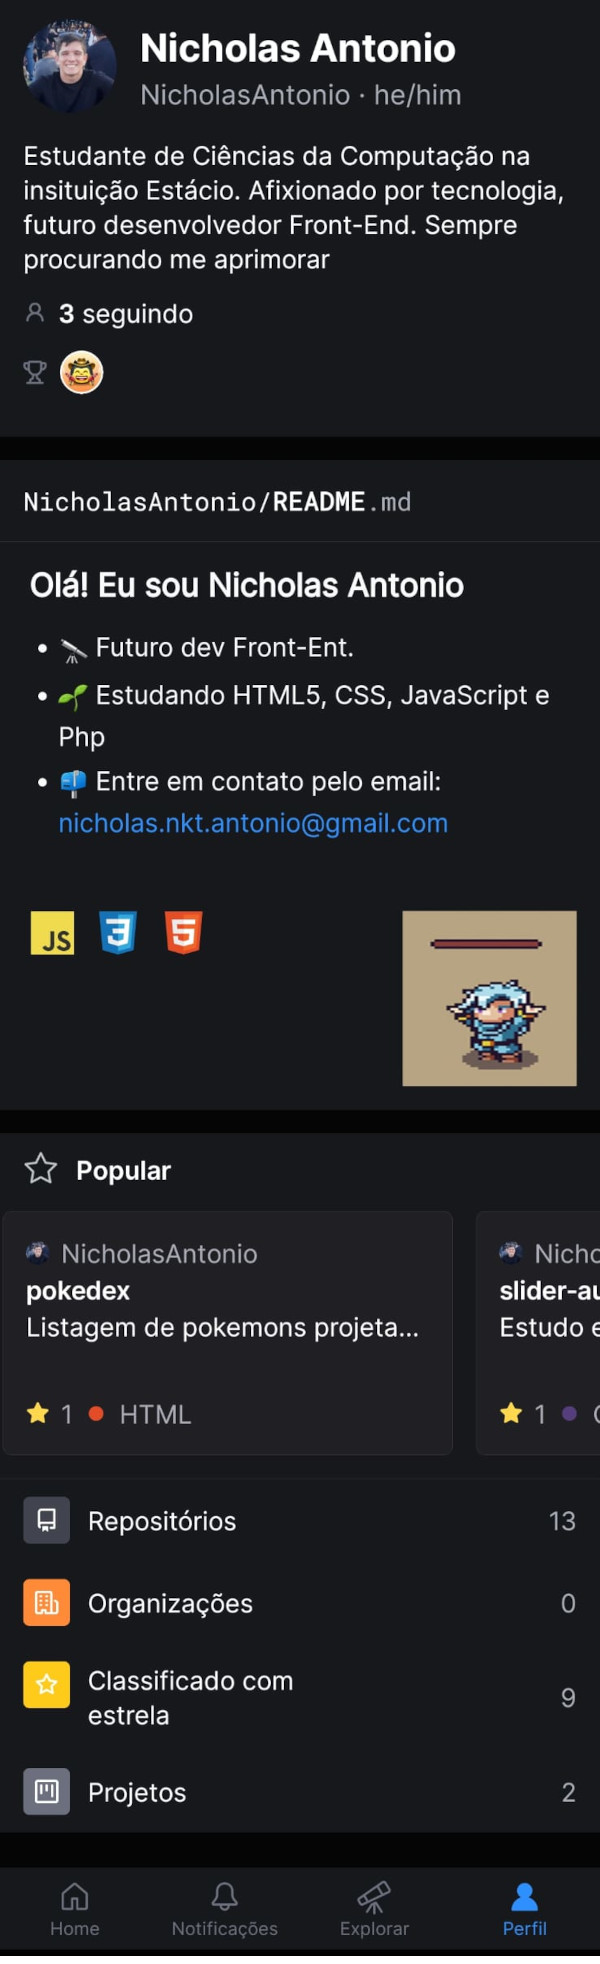 Nicholas Antonio
NicholasAntonio · he/him
Estudante de Ciências da Computação na
insituição Estácio. Afixionado por tecnologia,
futuro desenvolvedor Front-End. Sempre
procurando me aprimorar
3 seguindo
NicholasAntonio/README.md
Olá! Eu sou Nicholas Antonio
• Futuro dev Front-Ent.
• Estudando HTML5, CSS, JavaScript e
Php
• Entre em contato pelo email:
nicholas.nkt.antonio@gmail.com
JS 3 5
Popular
NicholasAntonio
pokedex
Listagem de pokemons projeta...
1 HTML
Nicho
slider-au
Estudo e
1
Repositórios 13
Organizações 0
Classificado com
estrela 9
Projetos 2
Home Notificações Explorar Perfil